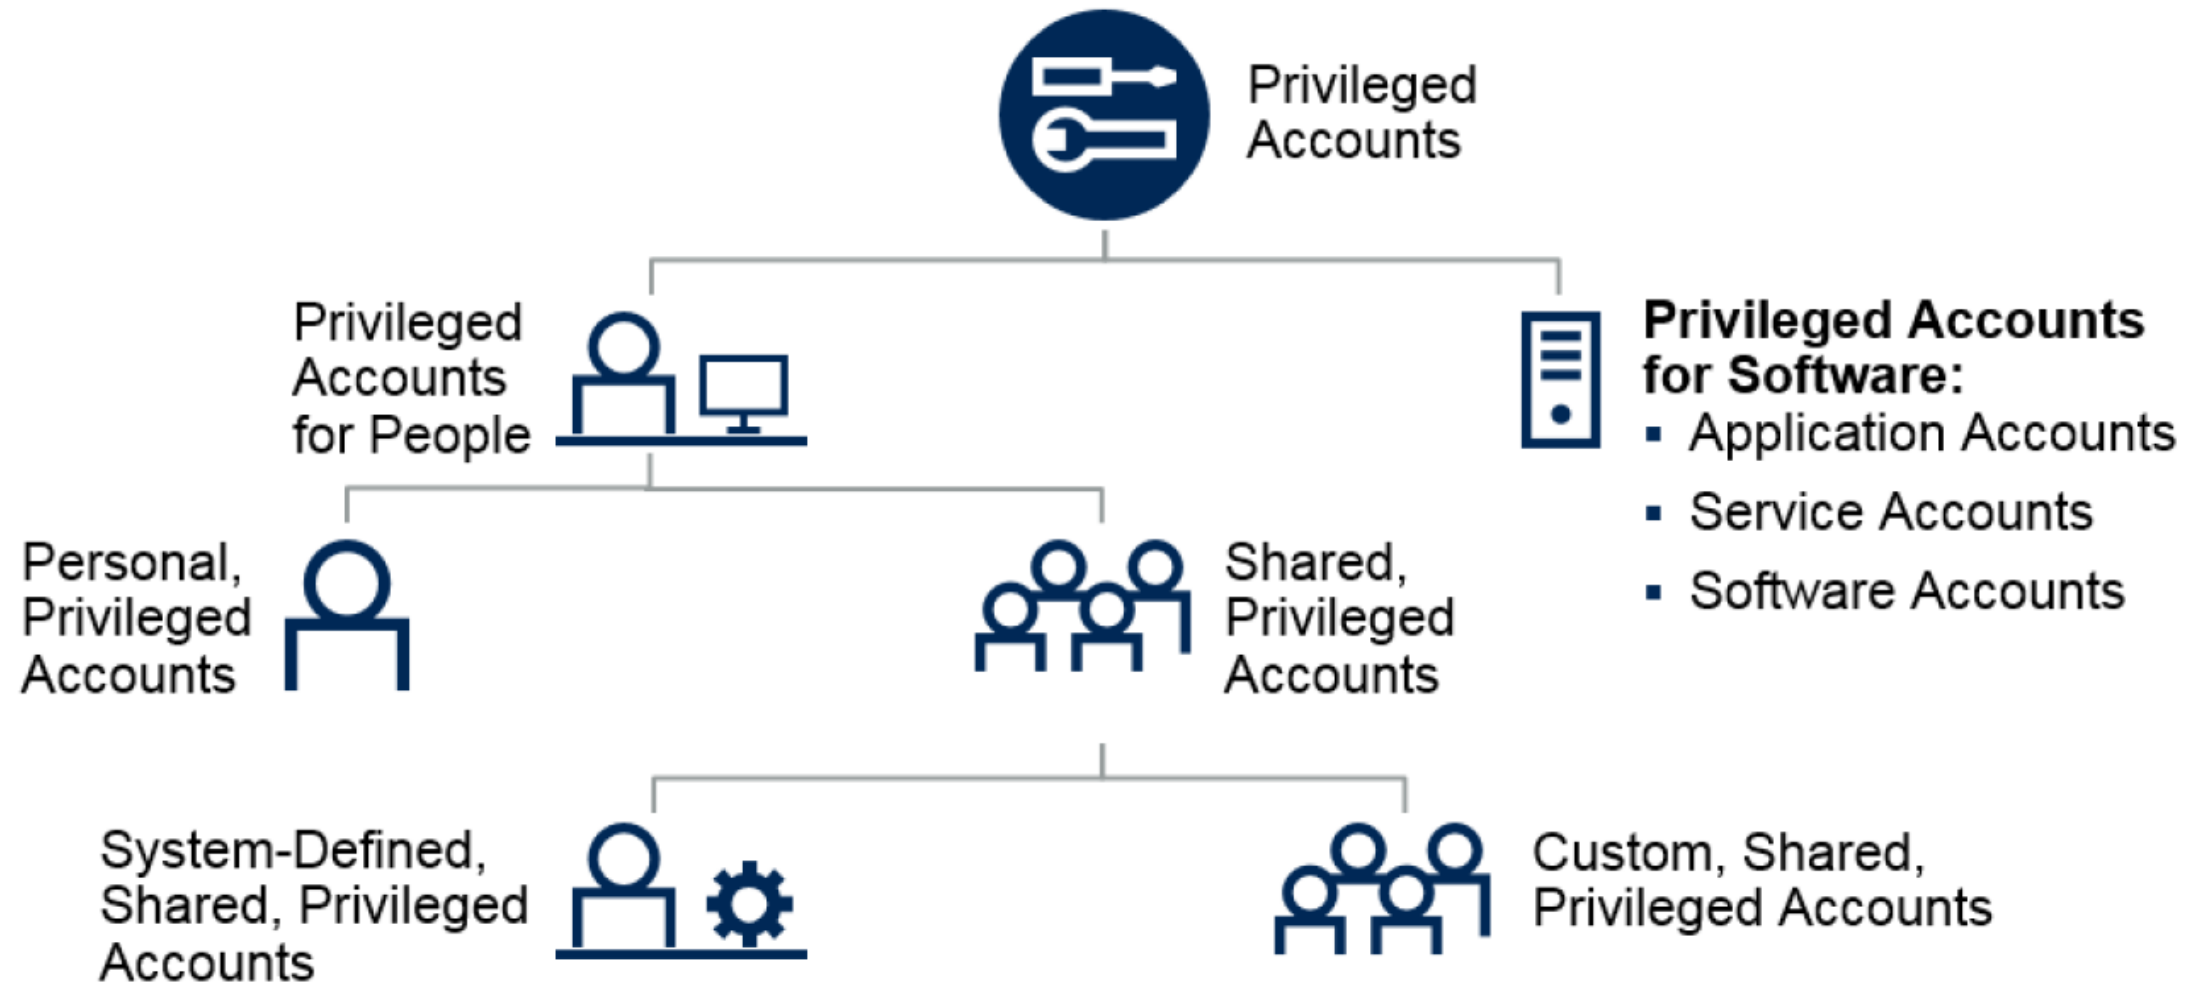 Privileged
Accounts
Privileged
Accounts
for People
Privileged Accounts
for Software:
▪ Application Accounts
▪ Service Accounts
▪ Software Accounts
Personal,
Privileged
Accounts
Shared,
Privileged
Accounts
System-Defined,
Shared, Privileged
Accounts
Custom, Shared,
Privileged Accounts